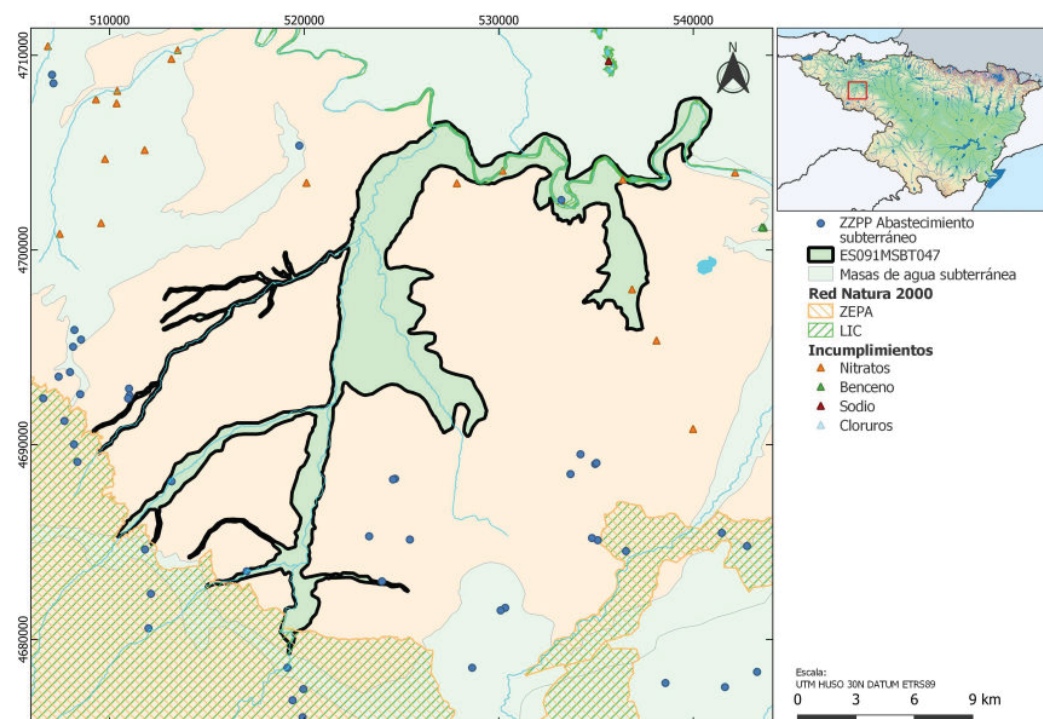 510000 520000 530000 540000
4710000
4700000
4690000
4680000
N
ZZPP Abastecimiento
subterráneo
ES091MSBT047
Masas de agua subterránea
Red Natura 2000
ZEPA
LIC
Incumplimientos
Nitratos
Benceno
Sodio
Cloruros
Escala:
UTM HUSO 30N DATUM ETRS89
0 3 6 9 km